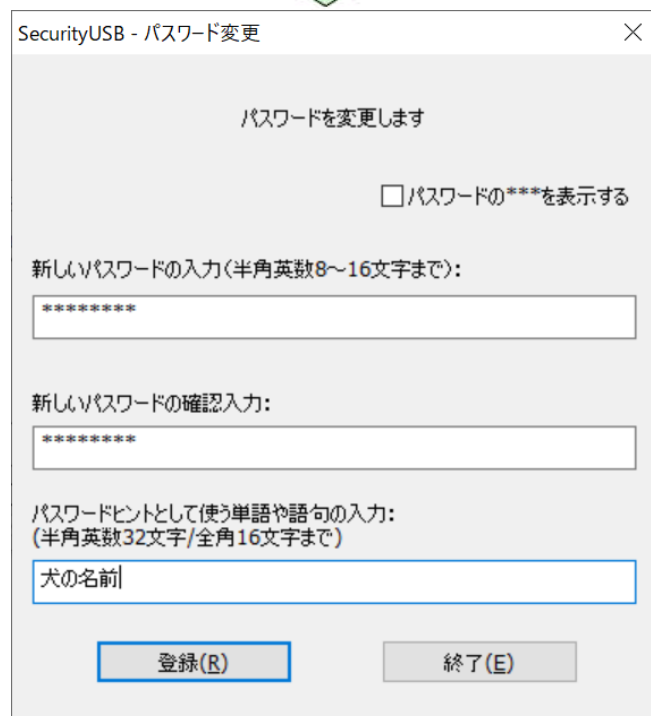 SecurityUSB - パスワード変更
パスワードを変更します
パスワードの***を表示する
新しいパスワードの入力(半角英数8～16文字まで):
********
新しいパスワードの確認入力:
********
パスワードヒントとして使う単語や語句の入力:
(半角英数32文字/全角16文字まで)
犬の名前
登録(R)
終了(E)